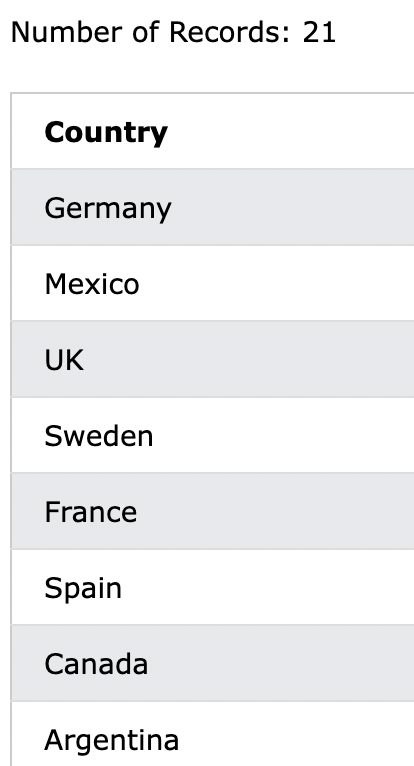 Number of Records: 21
Country
Germany
Mexico
UK
Sweden
France
Spain
Canada
Argentina